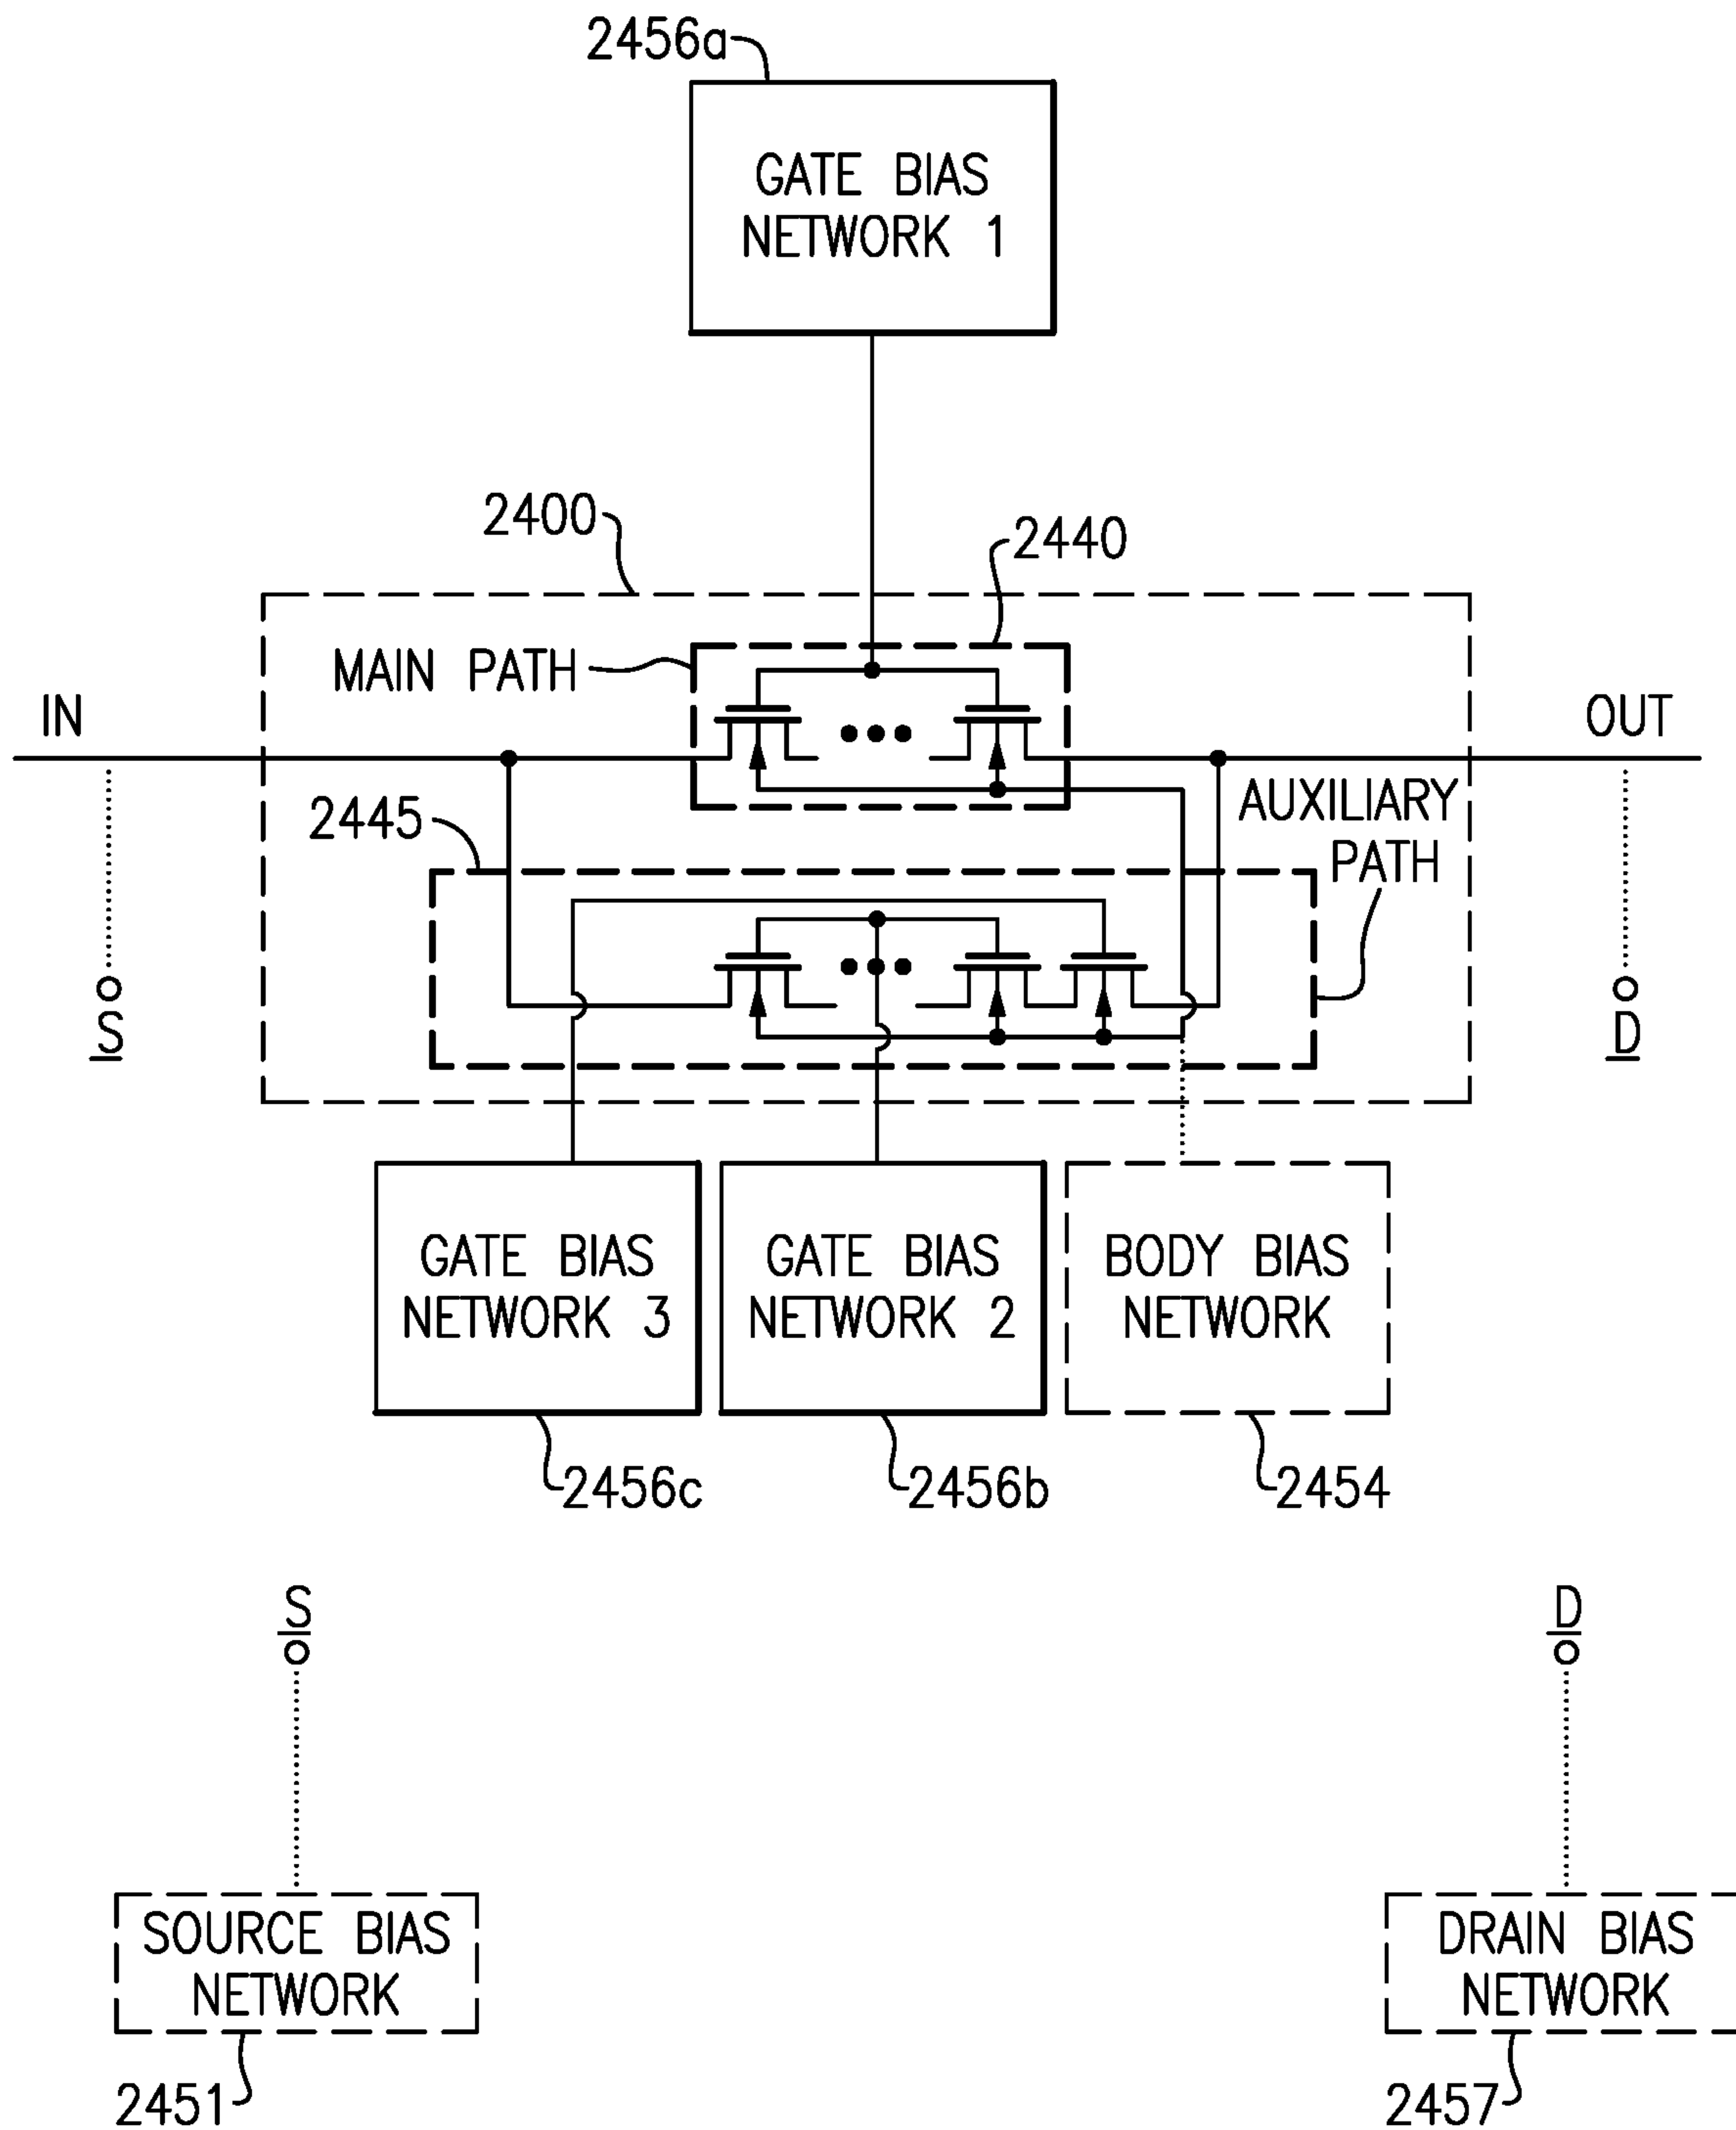 2456a
GATE BIAS
NETWORK 1
2400
2440
MAIN PATH
IN
OUT
2445
AUXILIARY
PATH
S
D
GATE BIAS
NETWORK 3
GATE BIAS
NETWORK 2
BODY BIAS
NETWORK
2456c
2456b
2454
S
D
SOURCE BIAS
NETWORK
DRAIN BIAS
NETWORK
2451
2457